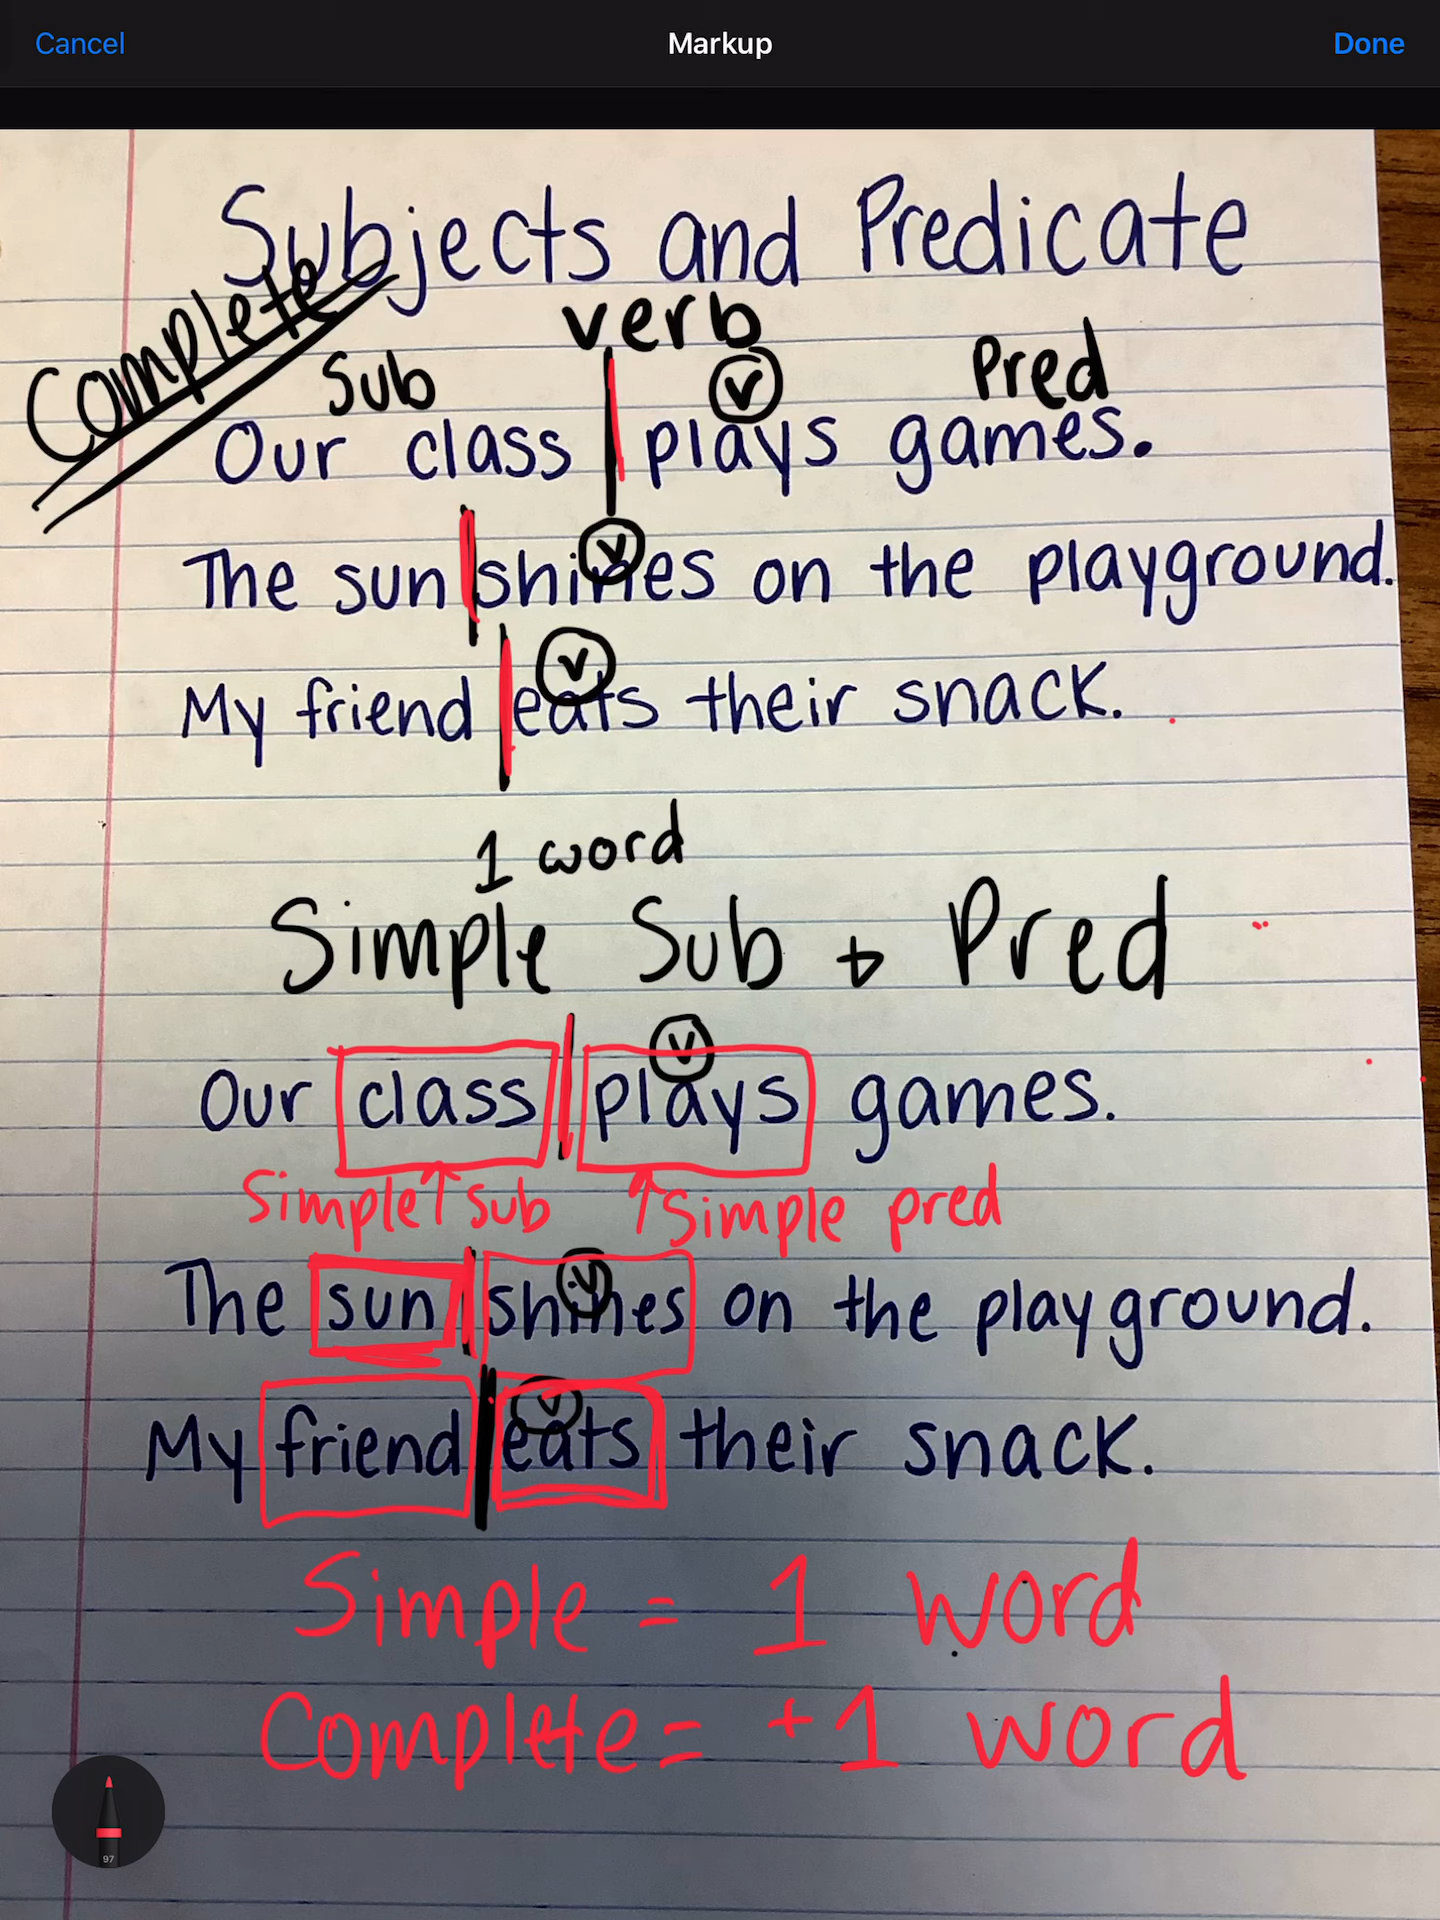 Cancel Markup Done
Subjects and Predicate
Complete
verb
Sub V Pred
Our class | plays games.
V
The sun | shines on the playground.
V
My friend | eats their snack.
1 word
Simple Sub + Pred
V
Our class | plays games.
Simple ↑ sub ↑ Simple pred
V
The sun | shines on the playground.
V
My friend | eats their snack.
Simple = 1 word
Complete = +1 word
97